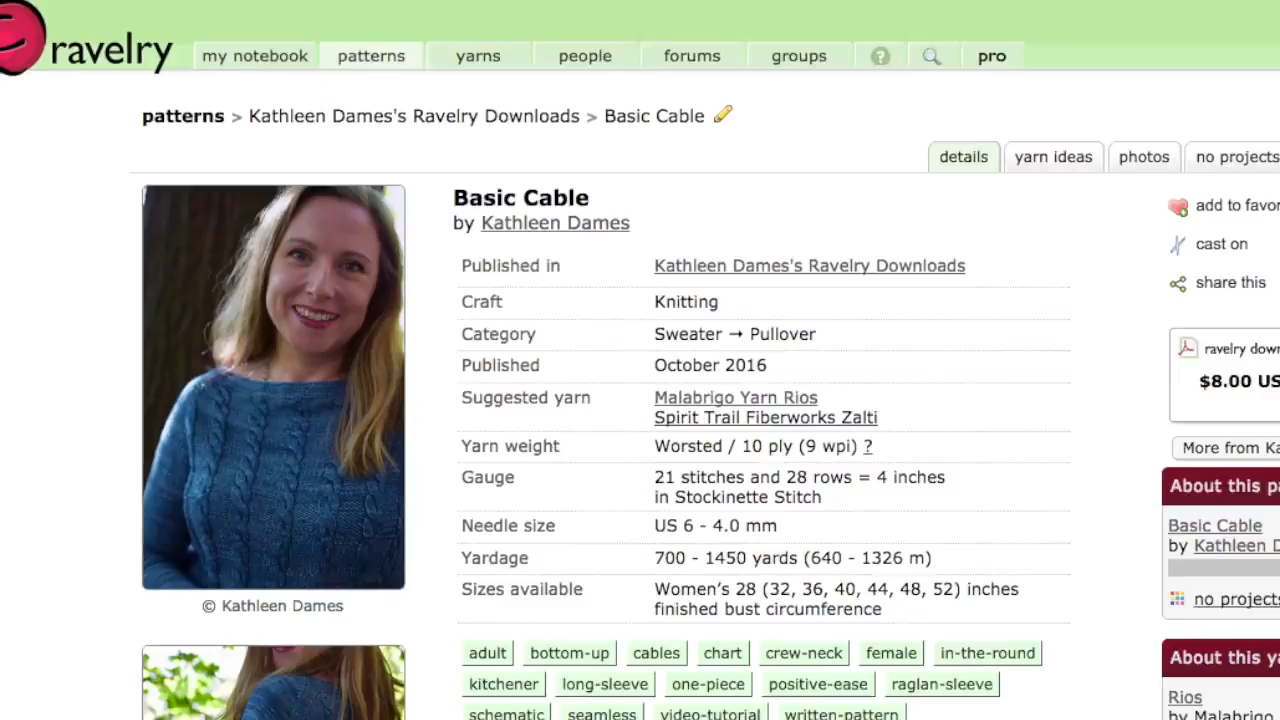 ravelry
my notebook patterns yarns people forums groups ? pro
patterns > Kathleen Dames's Ravelry Downloads > Basic Cable
details yarn ideas photos no projects
Basic Cable
by Kathleen Dames
Published in Kathleen Dames's Ravelry Downloads
Craft Knitting
Category Sweater → Pullover
Published October 2016
Suggested yarn Malabrigo Yarn Rios
Spirit Trail Fiberworks Zalti
Yarn weight Worsted / 10 ply (9 wpi) ?
Gauge 21 stitches and 28 rows = 4 inches
in Stockinette Stitch
Needle size US 6 - 4.0 mm
Yardage 700 - 1450 yards (640 - 1326 m)
Sizes available Women’s 28 (32, 36, 40, 44, 48, 52) inches
finished bust circumference
adult bottom-up cables chart crew-neck female in-the-round
kitchener long-sleeve one-piece positive-ease raglan-sleeve
schematic seamless video-tutorial written-pattern
© Kathleen Dames
add to favor
cast on
share this
ravelry dow
$8.00 US
More from Ka
About this pa
Basic Cable
by Kathleen D
no projects
About this ya
Rios
by Malabrigo